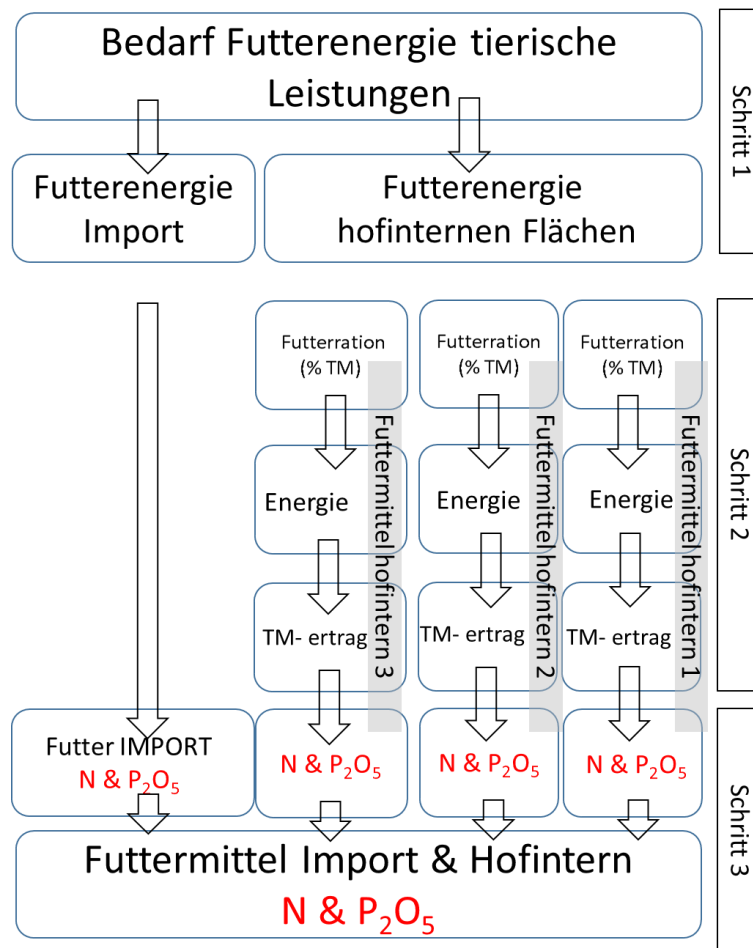 Bedarf Futterenergie tierische
Leistungen
Schritt 1
Futterenergie
Import
Futterenergie
hofinternen Flächen
Futterration
(% TM)
Futterration
(% TM)
Futterration
(% TM)
Futtermittel hofintern 3
Futtermittel hofintern 2
Futtermittel hofintern 1
Schritt 2
Energie
Energie
Energie
TM- ertrag
TM- ertrag
TM- ertrag
Futter IMPORT
N & P₂O₅
N & P₂O₅
N & P₂O₅
N & P₂O₅
Schritt 3
Futtermittel Import & Hofintern
N & P₂O₅